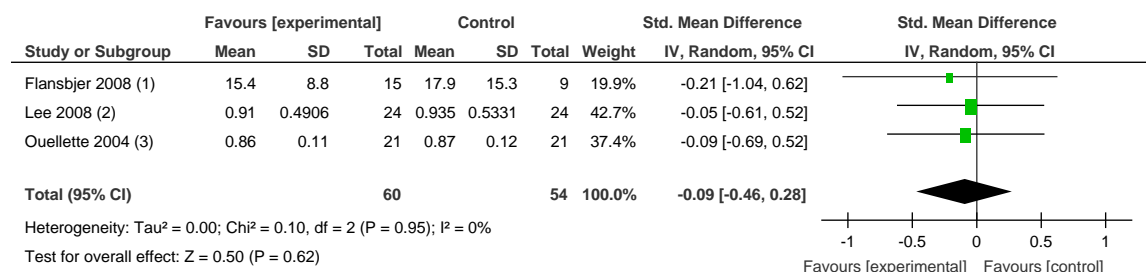 Favours [experimental] Control Std. Mean Difference Std. Mean Difference
Study or Subgroup Mean SD Total Mean SD Total Weight IV, Random, 95% CI IV, Random, 95% CI
Flansbjer 2008 (1) 15.4 8.8 15 17.9 15.3 9 19.9% -0.21 [-1.04, 0.62]
Lee 2008 (2) 0.91 0.4906 24 0.935 0.5331 24 42.7% -0.05 [-0.61, 0.52]
Ouellette 2004 (3) 0.86 0.11 21 0.87 0.12 21 37.4% -0.09 [-0.69, 0.52]
Total (95% CI) 60 54 100.0% -0.09 [-0.46, 0.28]
Heterogeneity: Tau² = 0.00; Chi² = 0.10, df = 2 (P = 0.95); I² = 0%
Test for overall effect: Z = 0.50 (P = 0.62)
-1 -0.5 0 0.5 1
Favours [experimental] Favours [control]